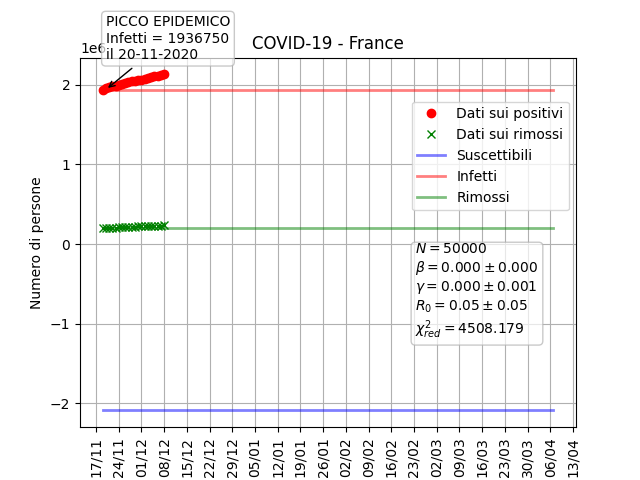 PICCO EPIDEMICO
Infetti = 1936750
il 20-11-2020
1e6
COVID-19 - France
Numero di persone
2
1
0
−1
−2
Dati sui positivi
Dati sui rimossi
Suscettibili
Infetti
Rimossi
N = 50000
β = 0.000 ± 0.000
γ = 0.000 ± 0.001
R₀ = 0.05 ± 0.05
χ²_red = 4508.179
17/11
24/11
01/12
08/12
15/12
22/12
29/12
05/01
12/01
19/01
26/01
02/02
09/02
16/02
23/02
02/03
09/03
16/03
23/03
30/03
06/04
13/04